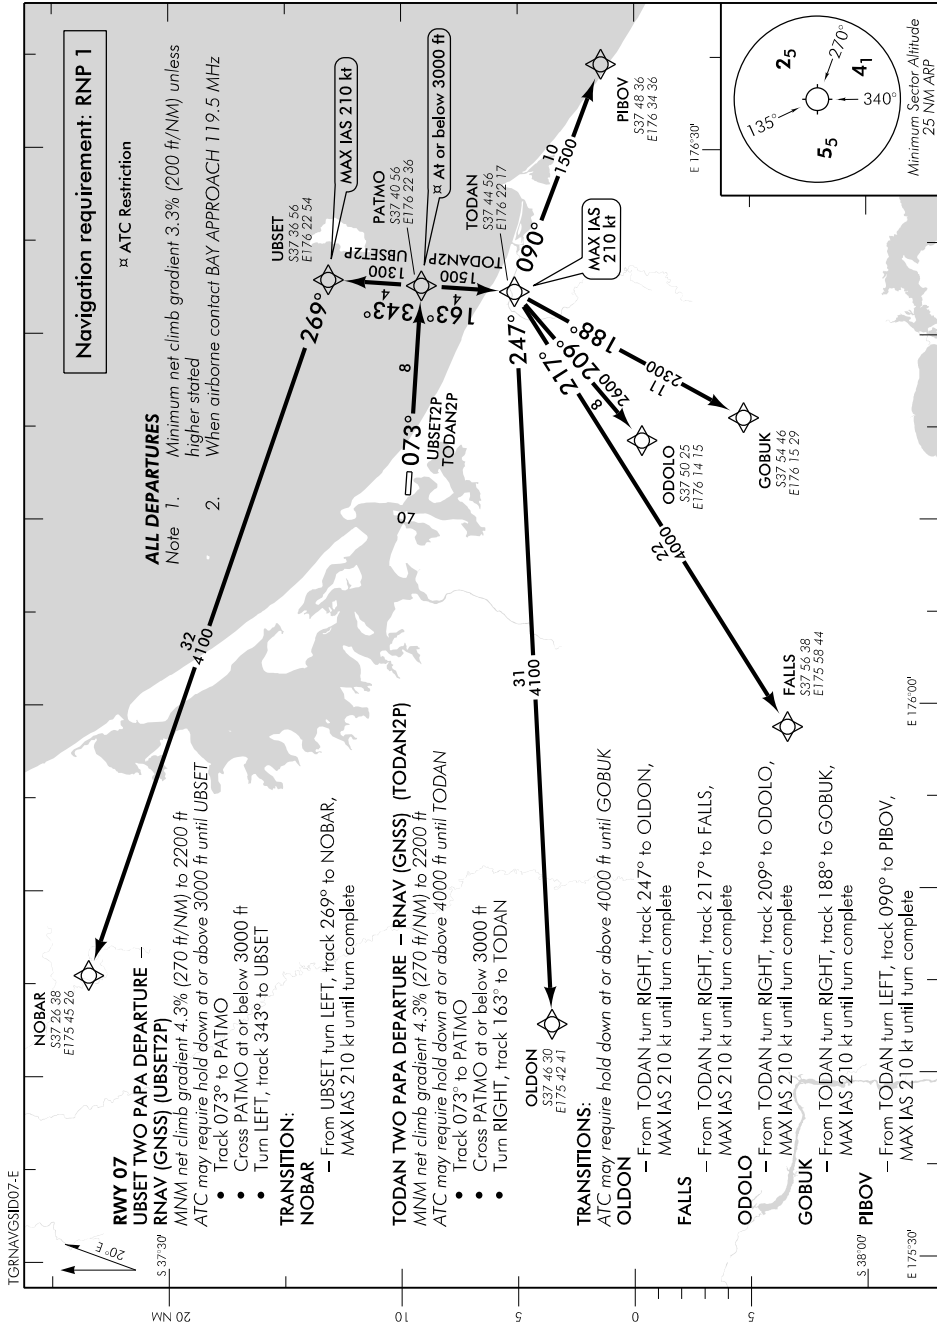 TGRNAVGSID07-E
20° E
Navigation requirement: RNP 1
¤ ATC Restriction
ALL DEPARTURES
Note 1. Minimum net climb gradient 3.3% (200 ft/NM) unless
higher stated
2. When airborne contact BAY APPROACH 119.5 MHz
NOBAR
S37 26 38
E175 45 26
32
4100
269°
UBSET
S37 36 56
E176 22 54
MAX IAS 210 kt
RWY 07
UBSET TWO PAPA DEPARTURE –
RNAV (GNSS) (UBSET2P)
MNM net climb gradient 4.3% (270 ft/NM) to 2200 ft
ATC may require hold down at or above 3000 ft until UBSET
• Track 073° to PATMO
• Cross PATMO at or below 3000 ft
• Turn LEFT, track 343° to UBSET
TRANSITION:
NOBAR
– From UBSET turn LEFT, track 269° to NOBAR,
MAX IAS 210 kt until turn complete
PATMO
S37 40 56
E176 22 36
¤ At or below 3000 ft
UBSET2P
1300
4
343°
07
073°
8
UBSET2P
TODAN2P
163°
4
1500
TODAN2P
TODAN
S37 44 56
E176 22 17
MAX IAS
210 kt
TODAN TWO PAPA DEPARTURE – RNAV (GNSS) (TODAN2P)
MNM net climb gradient 4.3% (270 ft/NM) to 2200 ft
ATC may require hold down at or above 4000 ft until TODAN
• Track 073° to PATMO
• Cross PATMO at or below 3000 ft
• Turn RIGHT, track 163° to TODAN
OLDON
S37 46 30
E175 42 41
31
4100
247°
090°
10
1500
PIBOV
S37 48 36
E176 34 36
217°
22
4000
FALLS
S37 56 38
E175 58 44
209°
2600
8
ODOLO
S37 50 25
E176 14 15
188°
11
2300
GOBUK
S37 54 46
E176 15 29
TRANSITIONS:
ATC may require hold down at or above 4000 ft until GOBUK
OLDON
– From TODAN turn RIGHT, track 247° to OLDON,
MAX IAS 210 kt until turn complete
FALLS
– From TODAN turn RIGHT, track 217° to FALLS,
MAX IAS 210 kt until turn complete
ODOLO
– From TODAN turn RIGHT, track 209° to ODOLO,
MAX IAS 210 kt until turn complete
GOBUK
– From TODAN turn RIGHT, track 188° to GOBUK,
MAX IAS 210 kt until turn complete
PIBOV
– From TODAN turn LEFT, track 090° to PIBOV,
MAX IAS 210 kt until turn complete
135°
270°
340°
25
41
55
Minimum Sector Altitude
25 NM ARP
S 37°30'
S 38°00'
E 175°30'
E 176°00'
E 176°30'
20 NM
10
5
0
5